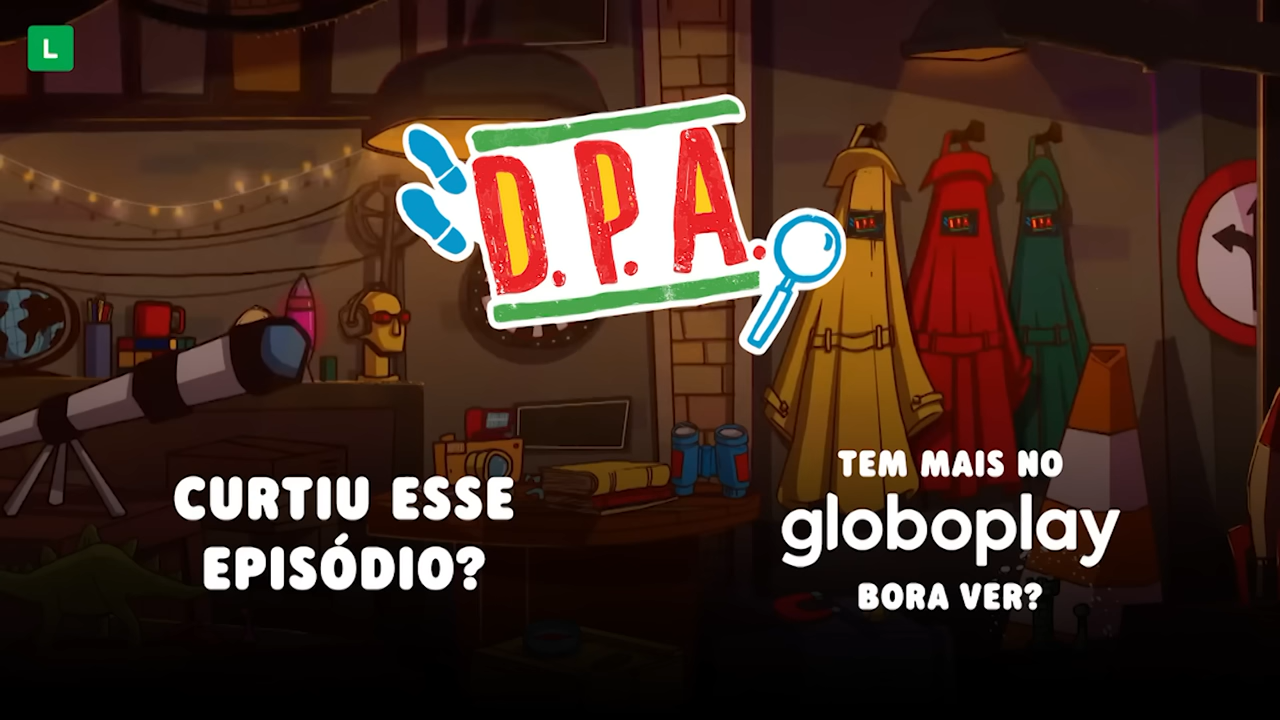 L
D.P.A.
CURTIU ESSE
EPISÓDIO?
TEM MAIS NO
globoplay
BORA VER?